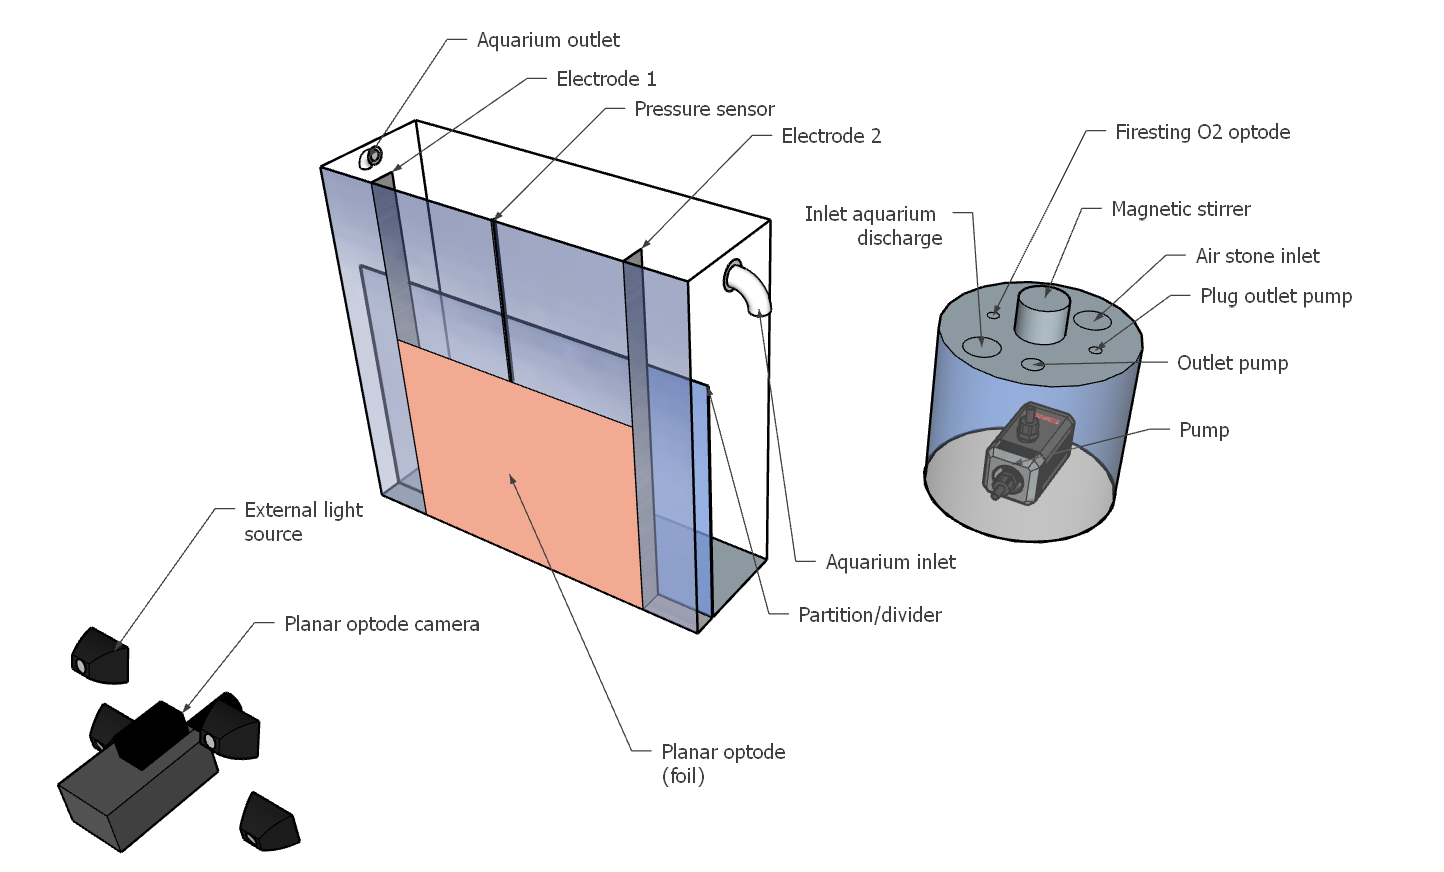 Aquarium outlet
Electrode 1
Pressure sensor
Electrode 2
Firesting O2 optode
Inlet aquarium
discharge
Magnetic stirrer
Air stone inlet
Plug outlet pump
Outlet pump
Pump
External light
source
Aquarium inlet
Partition/divider
Planar optode camera
Planar optode
(foil)